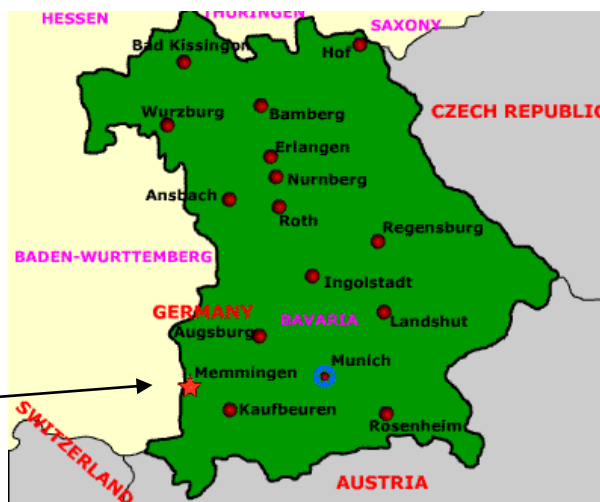 HESSEN
THURINGEN
SAXONY
Bad Kissingon
Hof
Wurzburg
Bamberg
CZECH REPUBLIC
Erlangen
Nurnberg
Ansbach
Roth
Regensburg
BADEN-WURTTEMBERG
Ingolstadt
GERMANY
BAVARIA
Landshut
Augsburg
Munich
Memmingen
Kaufbeuren
Rosenheim
SWITZERLAND
AUSTRIA